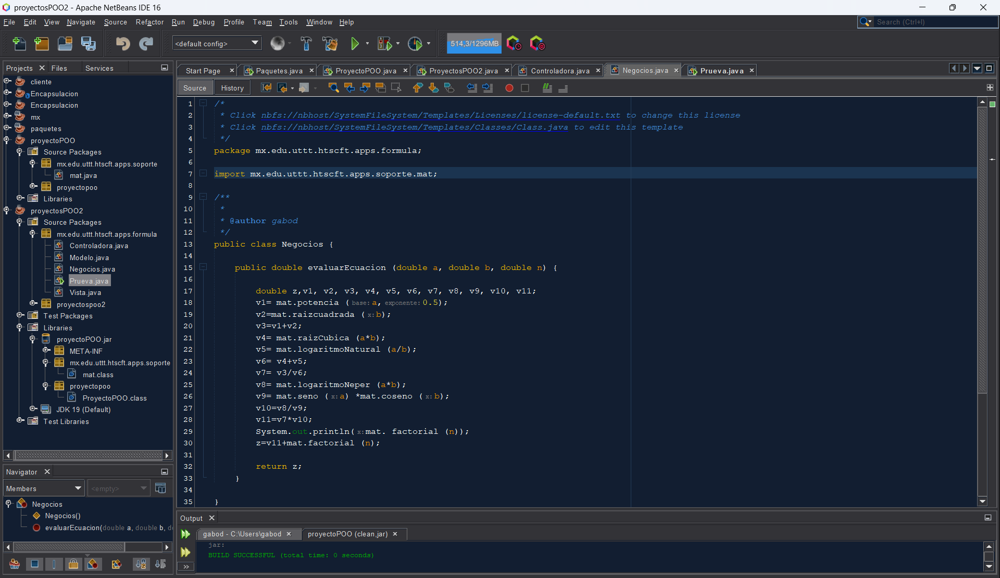 proyectosPOO2 - Apache NetBeans IDE 16
File Edit View Navigate Source Refactor Run Debug Profile Team Tools Window Help
Search (Ctrl+I)
<default config>
514,3/1296MB
Projects Files Services
cliente
Encapsulacion
Encapsulacion
mx
paquetes
proyectoPOO
Source Packages
mx.edu.uttt.htscft.apps.soporte
mat.java
proyectopoo
Libraries
proyectosPOO2
Source Packages
mx.edu.uttt.htscft.apps.formula
Controladora.java
Modelo.java
Negocios.java
Prueva.java
Vista.java
proyectospoo2
Test Packages
Libraries
proyectoPOO.jar
META-INF
mx.edu.uttt.htscft.apps.soporte
mat.class
proyectopoo
ProyectoPOO.class
JDK 19 (Default)
Test Libraries
Navigator
Members
<empty>
Negocios
Negocios()
evaluarEcuacion(double a, double b, d
Start Page Paquetes.java ProyectoPOO.java ProyectosPOO2.java Controladora.java Negocios.java Prueva.java
Source History
1 /*
2 * Click nbfs://nbhost/SystemFileSystem/Templates/Licenses/license-default.txt to change this license
3 * Click nbfs://nbhost/SystemFileSystem/Templates/Classes/Class.java to edit this template
4 */
5 package mx.edu.uttt.htscft.apps.formula;
6
7 import mx.edu.uttt.htscft.apps.soporte.mat;
8
9 /**
10 *
11 * @author gabod
12 */
13 public class Negocios {
14
15 public double evaluarEcuacion (double a, double b, double n) {
16
17 double z,v1, v2, v3, v4, v5, v6, v7, v8, v9, v10, v11;
18 v1= mat.potencia ( base: a, exponente: 0.5);
19 v2=mat.raizcuadrada ( x: b);
20 v3=v1+v2;
21 v4= mat.raizCubica (a*b);
22 v5= mat.logaritmoNatural (a/b);
23 v6= v4+v5;
24 v7= v3/v6;
25 v8= mat.logaritmoNeper (a*b);
26 v9= mat.seno ( x: a) *mat.coseno ( x: b);
27 v10=v8/v9;
28 v11=v7*v10;
29 System.out.println( x: mat. factorial (n));
30 z=v11+mat.factorial (n);
31
32 return z;
33 }
34
35 }
Output
gabod - C:\Users\gabod proyectoPOO (clean,jar)
jar:
BUILD SUCCESSFUL (total time: 0 seconds)